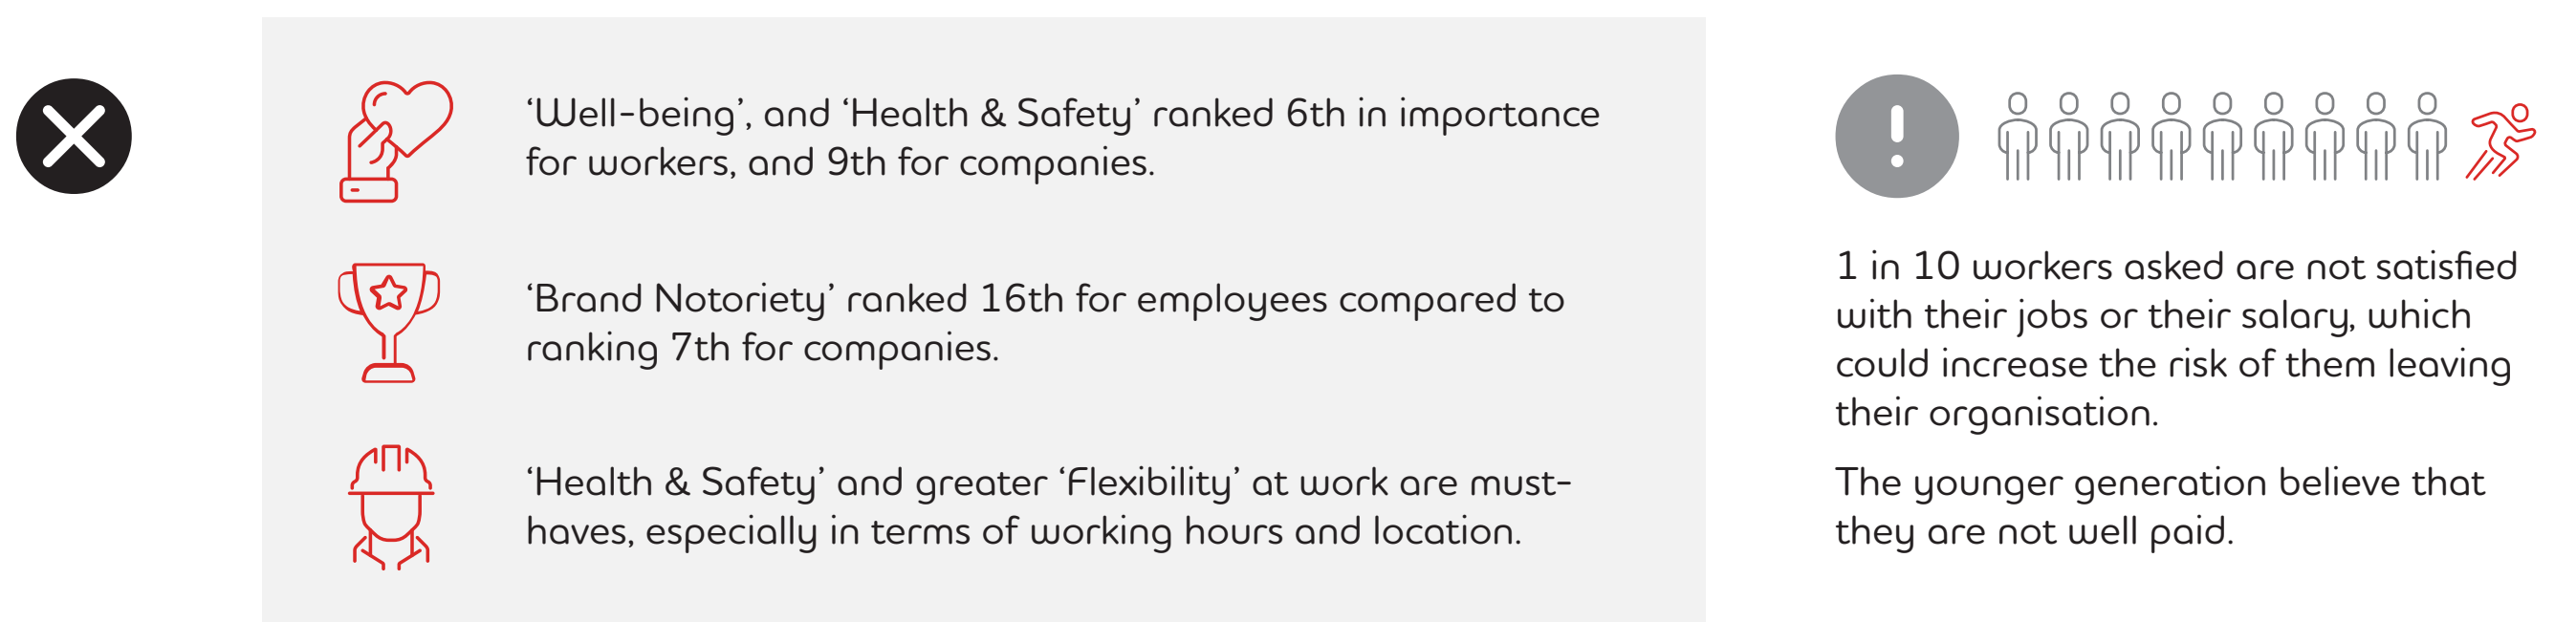 ‘Well-being’, and ‘Health & Safety’ ranked 6th in importance
for workers, and 9th for companies.
‘Brand Notoriety’ ranked 16th for employees compared to
ranking 7th for companies.
‘Health & Safety’ and greater ‘Flexibility’ at work are must-
haves, especially in terms of working hours and location.
1 in 10 workers asked are not satisfied
with their jobs or their salary, which
could increase the risk of them leaving
their organisation.
The younger generation believe that
they are not well paid.